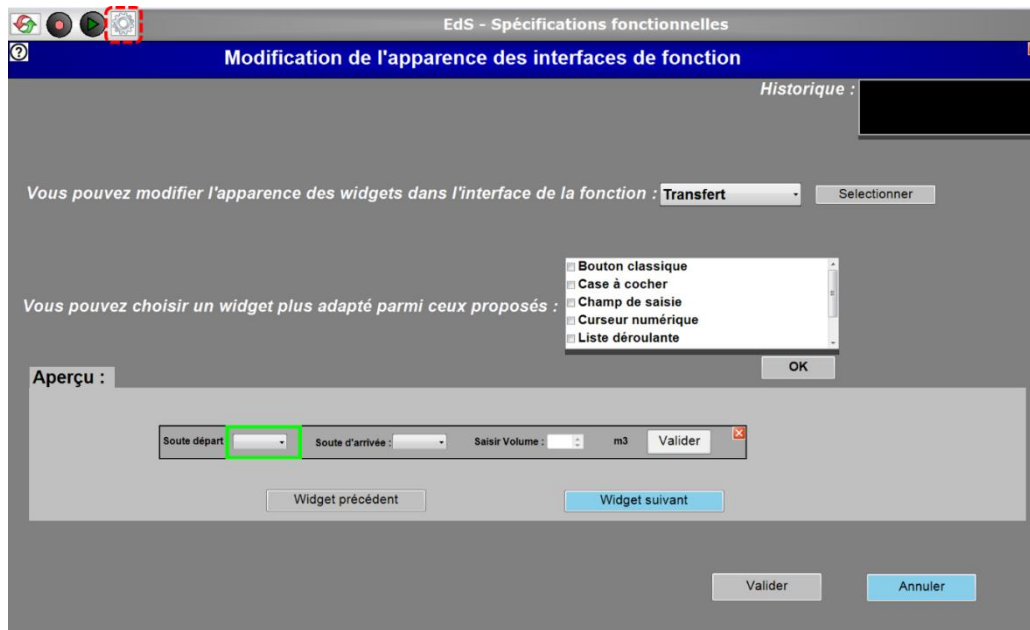 EdS - Spécifications fonctionnelles
?
Modification de l'apparence des interfaces de fonction
Historique :
Vous pouvez modifier l'apparence des widgets dans l'interface de la fonction : Transfert Selectionner
Bouton classique
Case à cocher
Vous pouvez choisir un widget plus adapté parmi ceux proposés : Champ de saisie
Curseur numérique
Liste déroulante
OK
Aperçu :
Soute départ Soute d'arrivée : Saisir Volume : m3 Valider
Widget précédent Widget suivant
Valider Annuler